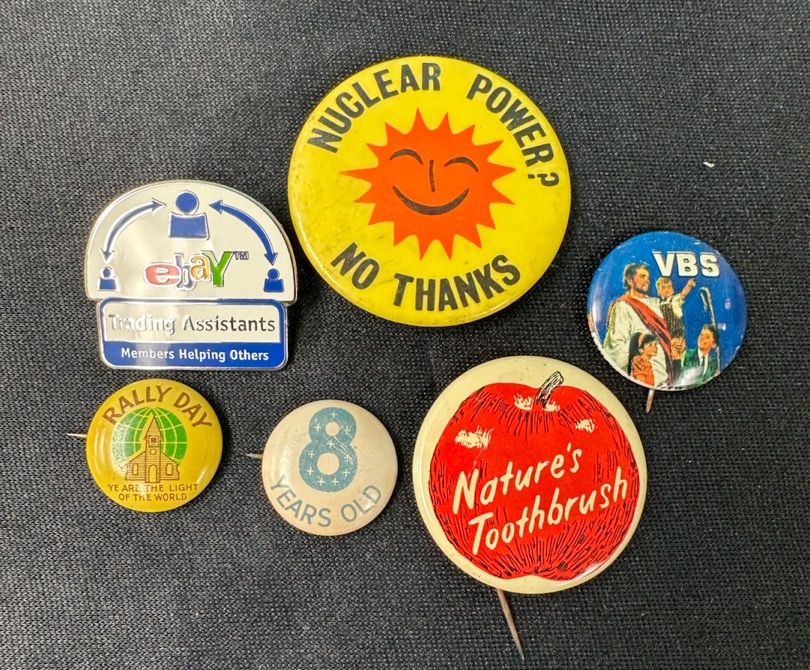 NUCLEAR POWER?
NO THANKS
ebaY™
Trading Assistants
Members Helping Others
VBS
RALLY DAY
YE ARE THE LIGHT
OF THE WORLD
8
YEARS OLD
Nature's
Toothbrush